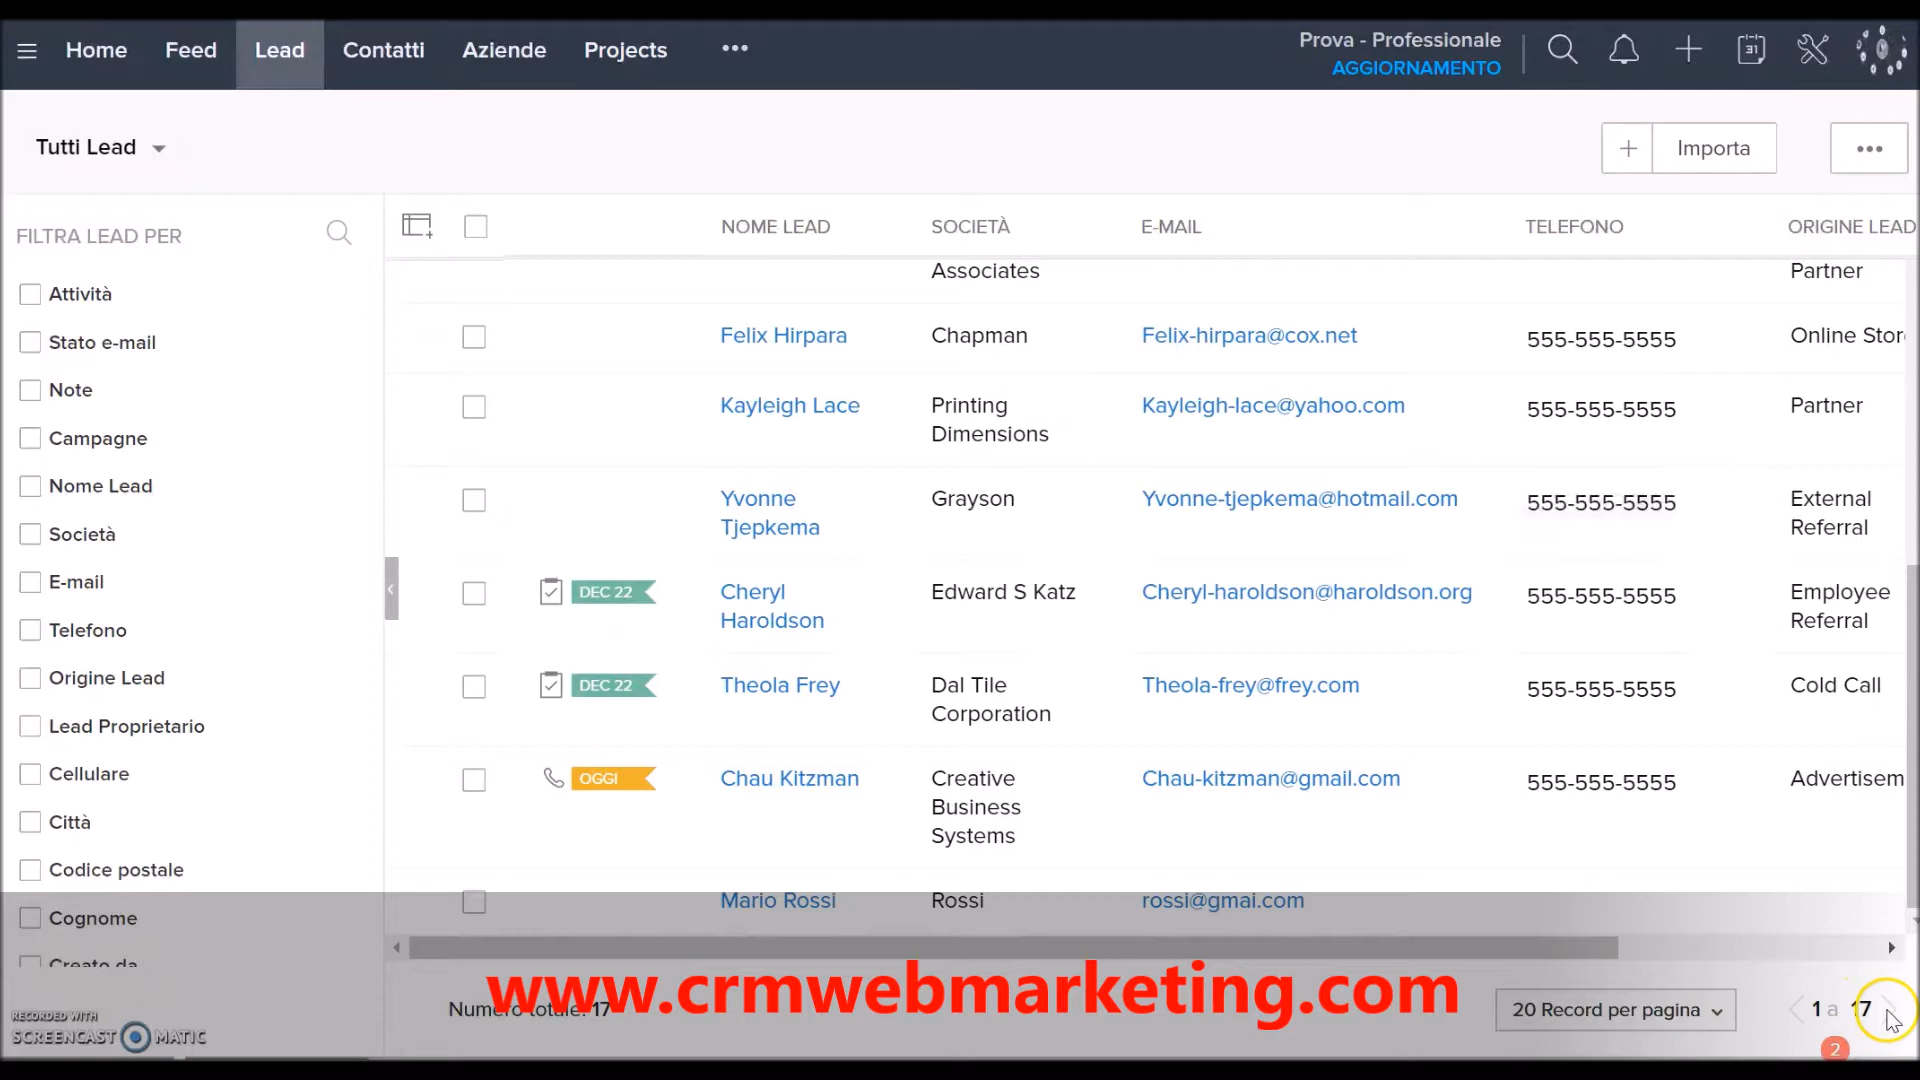 Home Feed Lead Contatti Aziende Projects
Prova - Professionale
AGGIORNAMENTO
31
Tutti Lead
Importa
FILTRA LEAD PER
Attività
Stato e-mail
Note
Campagne
Nome Lead
Società
E-mail
Telefono
Origine Lead
Lead Proprietario
Cellulare
Città
Codice postale
Cognome
Creato da
NOME LEAD SOCIETÀ E-MAIL TELEFONO ORIGINE LEAD
Associates Partner
Felix Hirpara Chapman Felix-hirpara@cox.net 555-555-5555 Online Stor
Kayleigh Lace Printing Kayleigh-lace@yahoo.com 555-555-5555 Partner
Dimensions
Yvonne Grayson Yvonne-tjepkema@hotmail.com 555-555-5555 External
Tjepkema Referral
DEC 22 Cheryl Edward S Katz Cheryl-haroldson@haroldson.org 555-555-5555 Employee
Haroldson Referral
DEC 22 Theola Frey Dal Tile Theola-frey@frey.com 555-555-5555 Cold Call
Corporation
OGGI Chau Kitzman Creative Chau-kitzman@gmail.com 555-555-5555 Advertisem
Business
Systems
Mario Rossi Rossi rossi@gmai.com
www.crmwebmarketing.com
Numero totale: 17
20 Record per pagina
1 a 17
2
RECORDED WITH
SCREENCAST MATIC